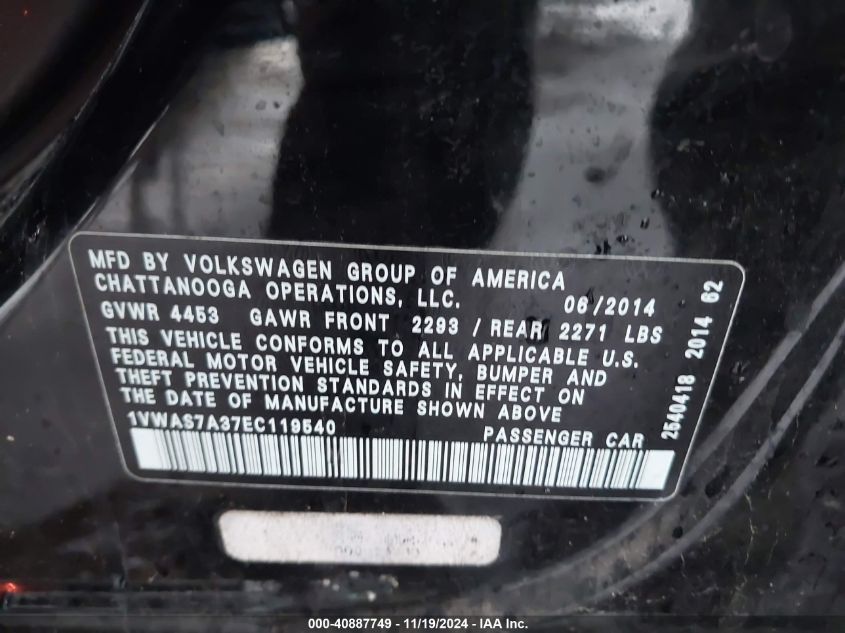 MFD BY VOLKSWAGEN GROUP OF AMERICA
CHATTANOOGA OPERATIONS, LLC. 06/2014
GVWR 4453 GAWR FRONT 2293 / REAR 2271 LBS
THIS VEHICLE CONFORMS TO ALL APPLICABLE U.S.
FEDERAL MOTOR VEHICLE SAFETY, BUMPER AND
THEFT PREVENTION STANDARDS IN EFFECT ON
THE DATE OF MANUFACTURE SHOWN ABOVE
1VWAS7A37EC119540 PASSENGER CAR
2540418 2014 62
000-40887749 - 11/19/2024 - IAA Inc.